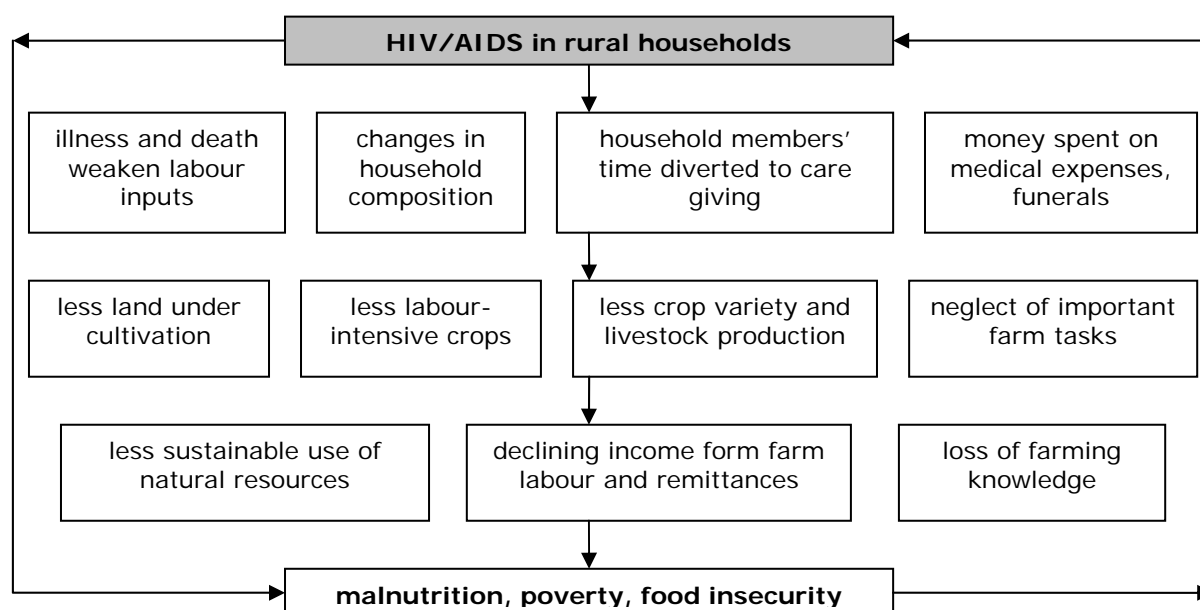 HIV/AIDS in rural households
illness and death
weaken labour
inputs
changes in
household
composition
household members’
time diverted to care
giving
money spent on
medical expenses,
funerals
less land under
cultivation
less labour-
intensive crops
less crop variety and
livestock production
neglect of important
farm tasks
less sustainable use of
natural resources
declining income form farm
labour and remittances
loss of farming
knowledge
malnutrition, poverty, food insecurity